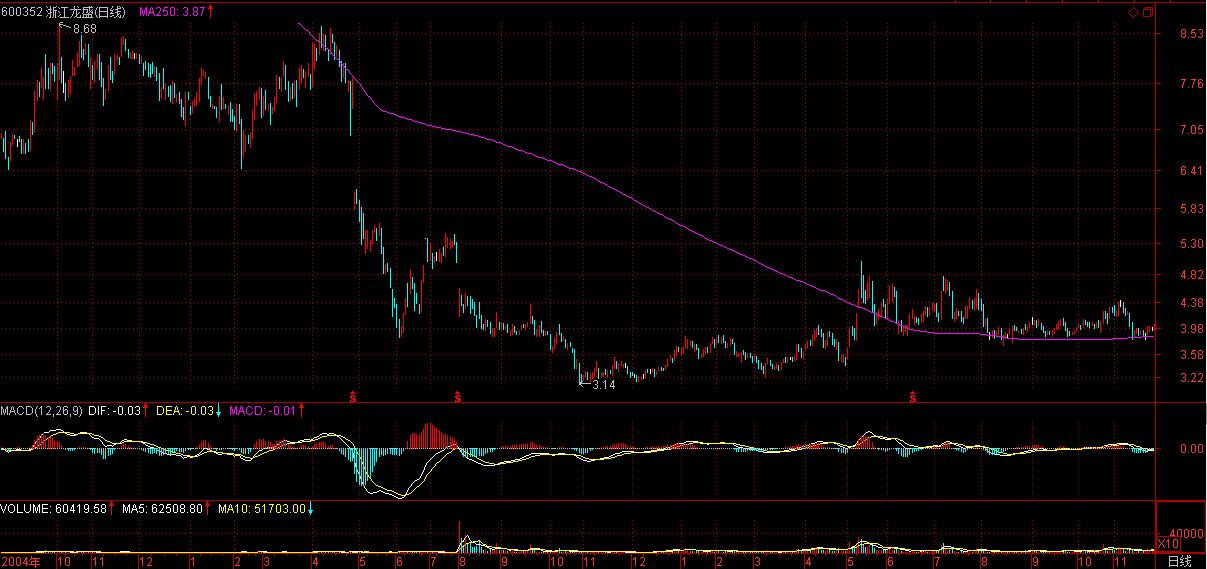 600352 浙江龙盛(日线) MA250: 3.87↑
8.68
8.53
7.76
7.05
6.41
5.83
5.30
4.82
4.38
3.98
3.58
3.22
3.14
S S S
MACD(12,26,9) DIF: -0.03↑ DEA: -0.03↓ MACD: -0.01↑
0.00
VOLUME: 60419.58↑ MA5: 62508.80↑ MA10: 51703.00↓
40000
X10
2004年 10 11 12 1 2 3 4 5 6 7 8 9 10 11 12 1 2 3 4 5 6 7 8 9 10 11 日线